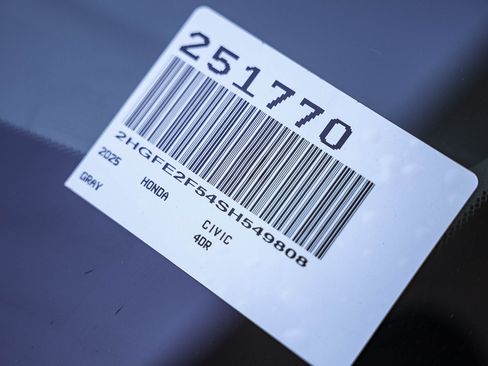 251770
2HGFE2F54SH549808
2025 HONDA CIVIC
GRAY 4DR